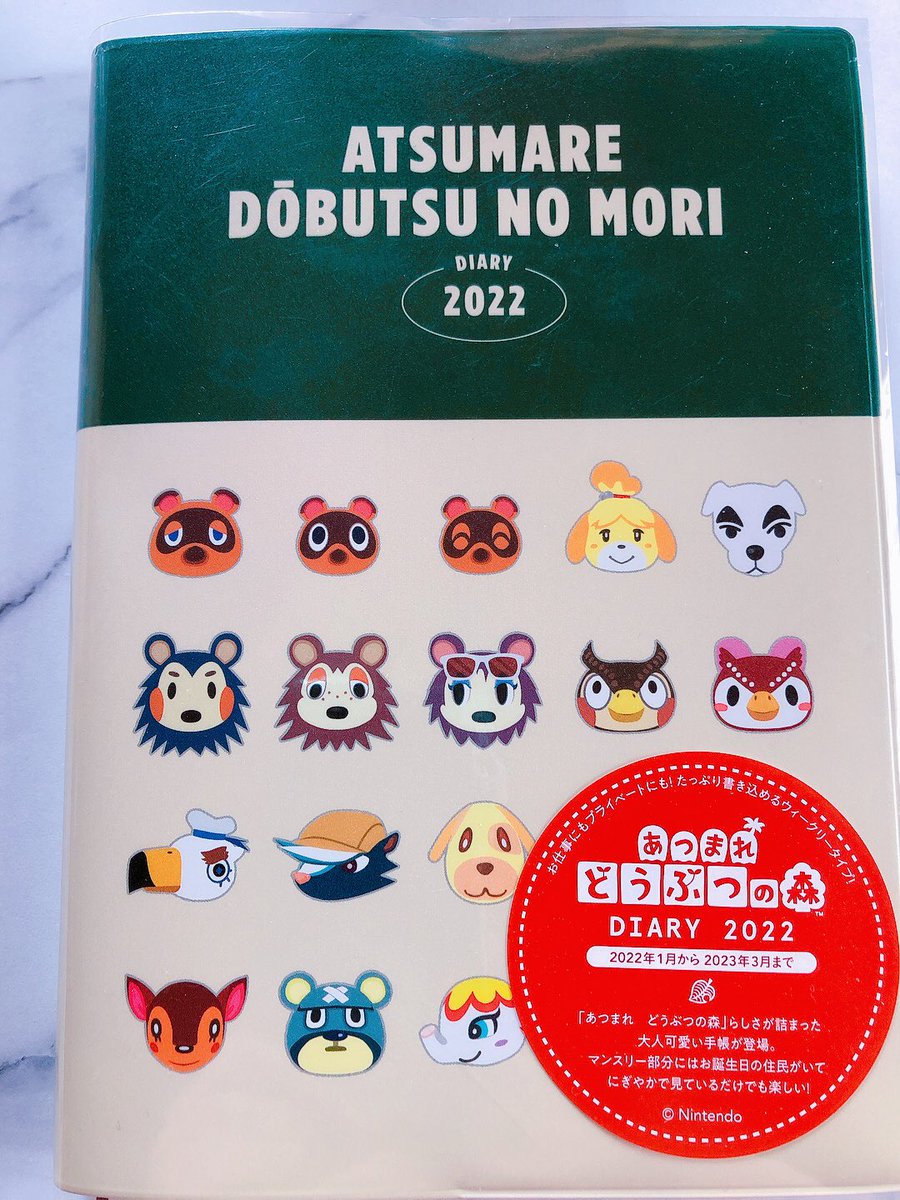 ATSUMARE
DŌBUTSU NO MORI
DIARY
2022
お仕事にもプライベートにも!たっぷり書き込めるウィークリータイプ!
あつまれ
どうぶつの森™
DIARY 2022
2022年1月から2023年3月まで
「あつまれ どうぶつの森」らしさが詰まった
大人可愛い手帳が登場。
マンスリー部分にはお誕生日の住民がいて
にぎやかで見ているだけでも楽しい!
© Nintendo